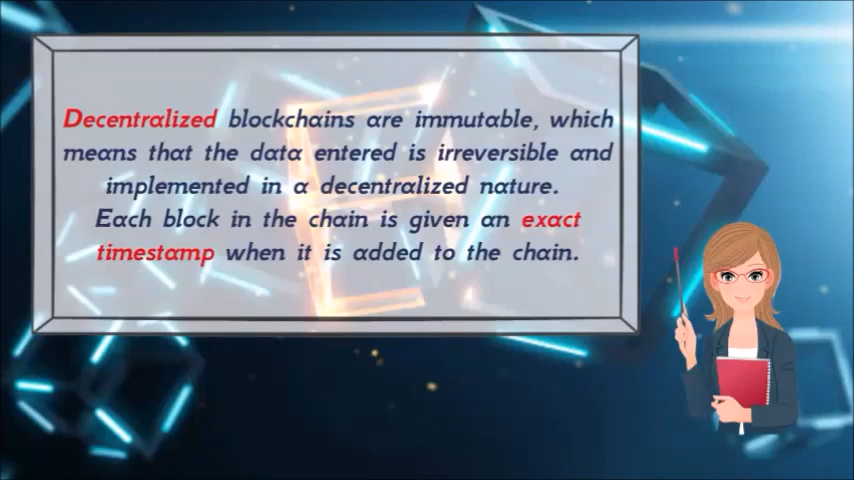 Decentralized blockchains are immutable, which
means that the data entered is irreversible and
implemented in a decentralized nature.
Each block in the chain is given an exact
timestamp when it is added to the chain.